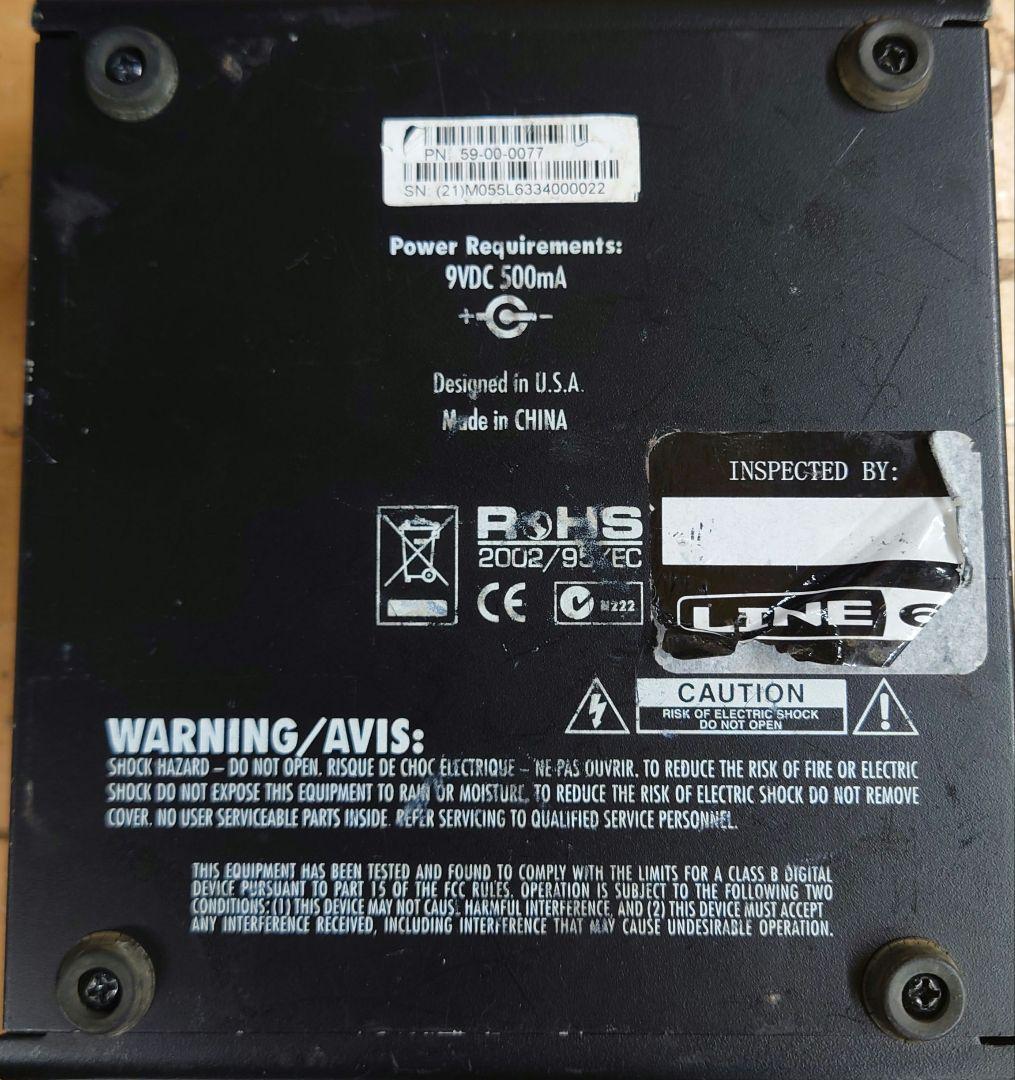 PN: 59-00-0077
SN: (21)M055L6334000022
Power Requirements:
9VDC 500mA
+ -
Designed in U.S.A.
Made in CHINA
INSPECTED BY:
RoHS
2002/95/EC
CE
N222
LINE 6
CAUTION
RISK OF ELECTRIC SHOCK
DO NOT OPEN
WARNING/AVIS:
SHOCK HAZARD – DO NOT OPEN. RISQUE DE CHOC ÉLECTRIQUE – NE PAS OUVRIR. TO REDUCE THE RISK OF FIRE OR ELECTRIC
SHOCK DO NOT EXPOSE THIS EQUIPMENT TO RAIN OR MOISTURE. TO REDUCE THE RISK OF ELECTRIC SHOCK DO NOT REMOVE
COVER. NO USER SERVICEABLE PARTS INSIDE. REFER SERVICING TO QUALIFIED SERVICE PERSONNEL.
THIS EQUIPMENT HAS BEEN TESTED AND FOUND TO COMPLY WITH THE LIMITS FOR A CLASS B DIGITAL
DEVICE PURSUANT TO PART 15 OF THE FCC RULES. OPERATION IS SUBJECT TO THE FOLLOWING TWO
CONDITIONS: (1) THIS DEVICE MAY NOT CAUSE HARMFUL INTERFERENCE, AND (2) THIS DEVICE MUST ACCEPT
ANY INTERFERENCE RECEIVED, INCLUDING INTERFERENCE THAT MAY CAUSE UNDESIRABLE OPERATION.